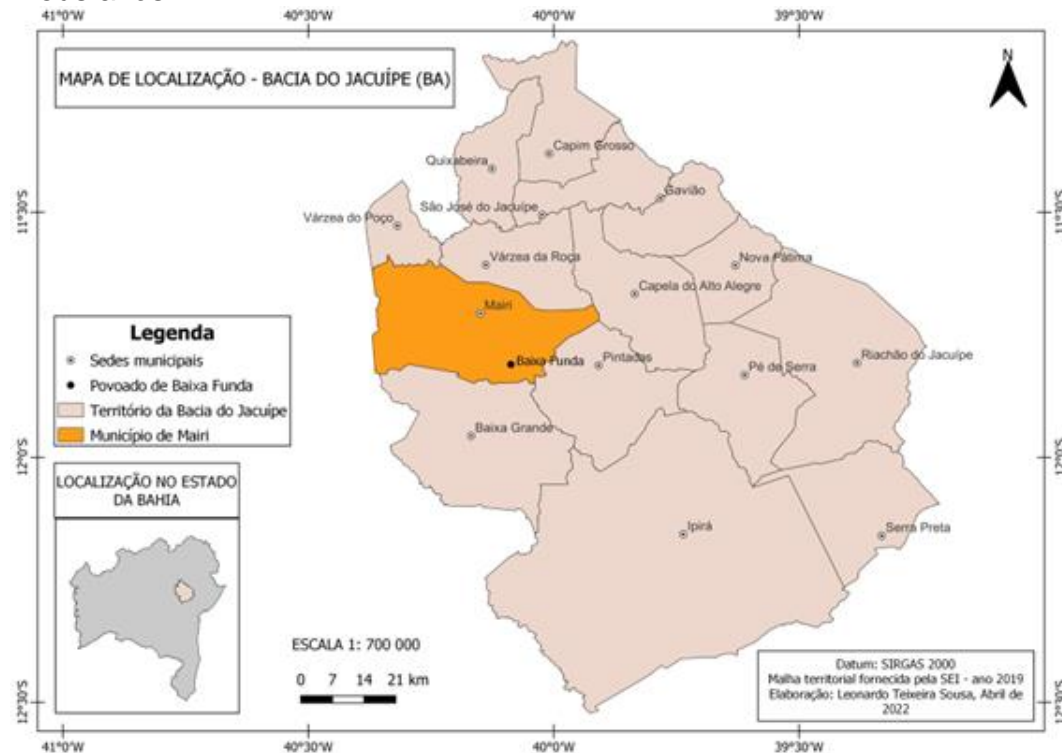 41°0'W 40°30'W 40°0'W 39°30'W
MAPA DE LOCALIZAÇÃO - BACIA DO JACUÍPE (BA)
N
Capim Grosso
Quixabeira
Gavião
São José do Jacuípe
11°30'S 11°30'S
Várzea do Poço
Várzea da Roça
Nova Fátima
Capela do Alto Alegre
Mairi
Legenda
Sedes municipais
Povoado de Baixa Funda
Território da Bacia do Jacuípe
Município de Mairi
Baixa Funda
Pintadas
Riachão do Jacuípe
Pé de Serra
Baixa Grande
12°0'S 12°0'S
LOCALIZAÇÃO NO ESTADO
DA BAHIA
Ipirá
Serra Preta
ESCALA 1: 700 000
0 7 14 21 km
Datum: SIRGAS 2000
Malha territorial fornecida pela SEI - ano 2019
Elaboração: Leonardo Teixeira Sousa, Abril de
2022
12°30'S 12°30'S
41°0'W 40°30'W 40°0'W 39°30'W